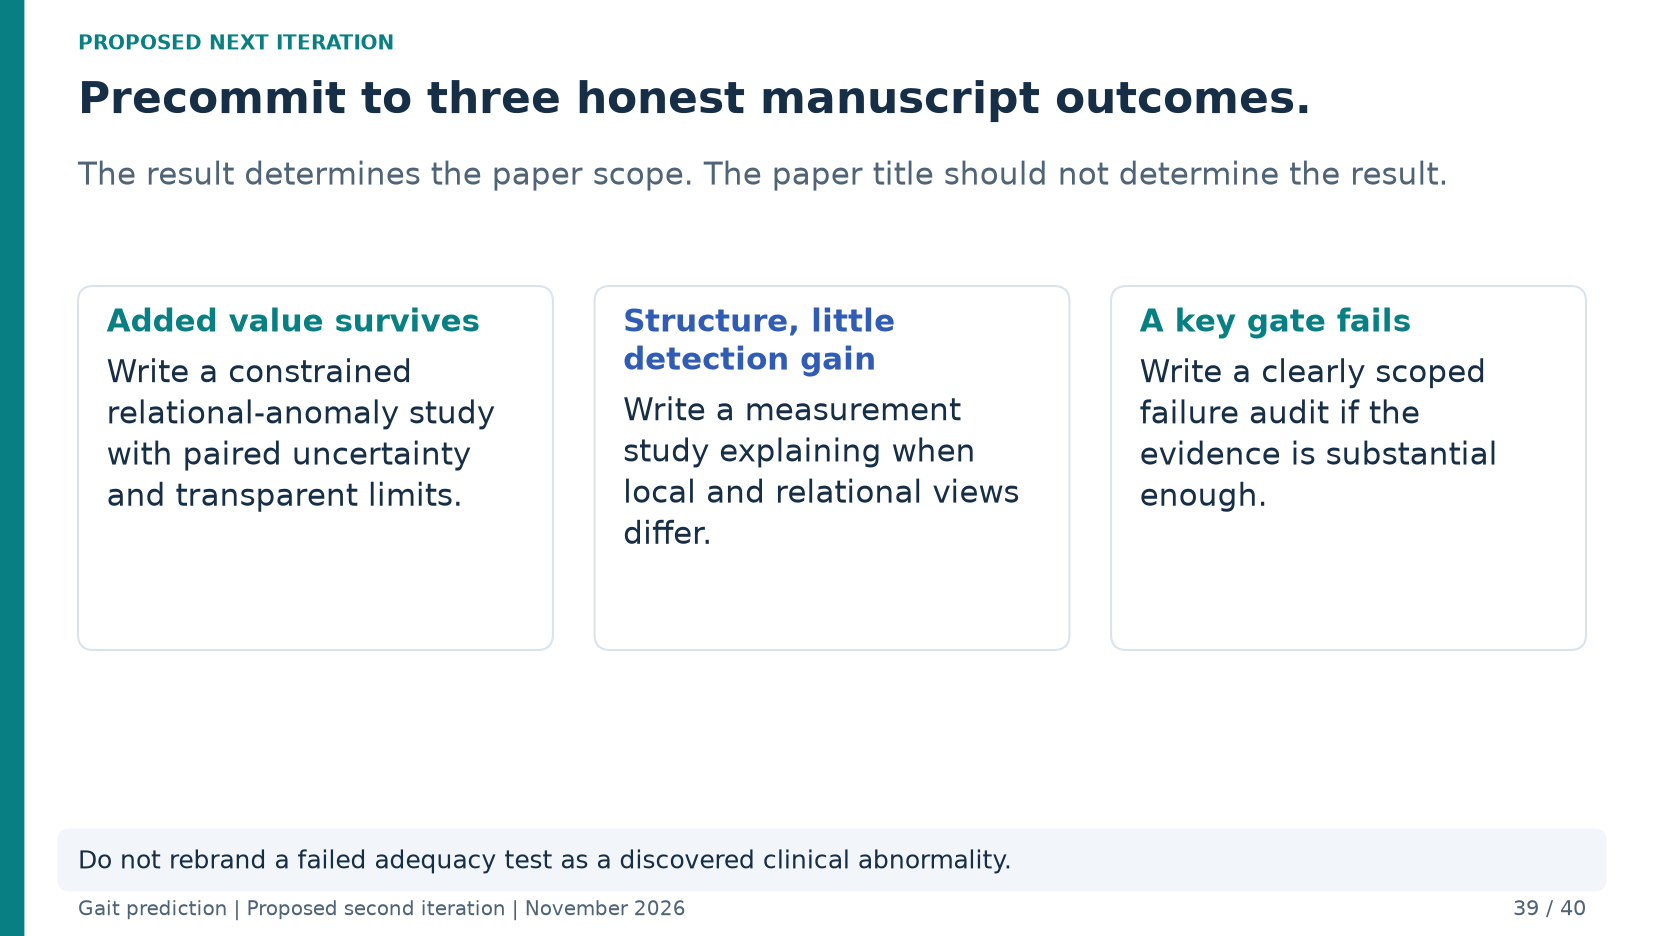 PROPOSED NEXT ITERATION
Precommit to three honest manuscript outcomes.
The result determines the paper scope. The paper title should not determine the result.
Added value survives
Write a constrained
relational-anomaly study
with paired uncertainty
and transparent limits.
Structure, little
detection gain
Write a measurement
study explaining when
local and relational views
differ.
A key gate fails
Write a clearly scoped
failure audit if the
evidence is substantial
enough.
Do not rebrand a failed adequacy test as a discovered clinical abnormality.
Gait prediction | Proposed second iteration | November 2026
39 / 40